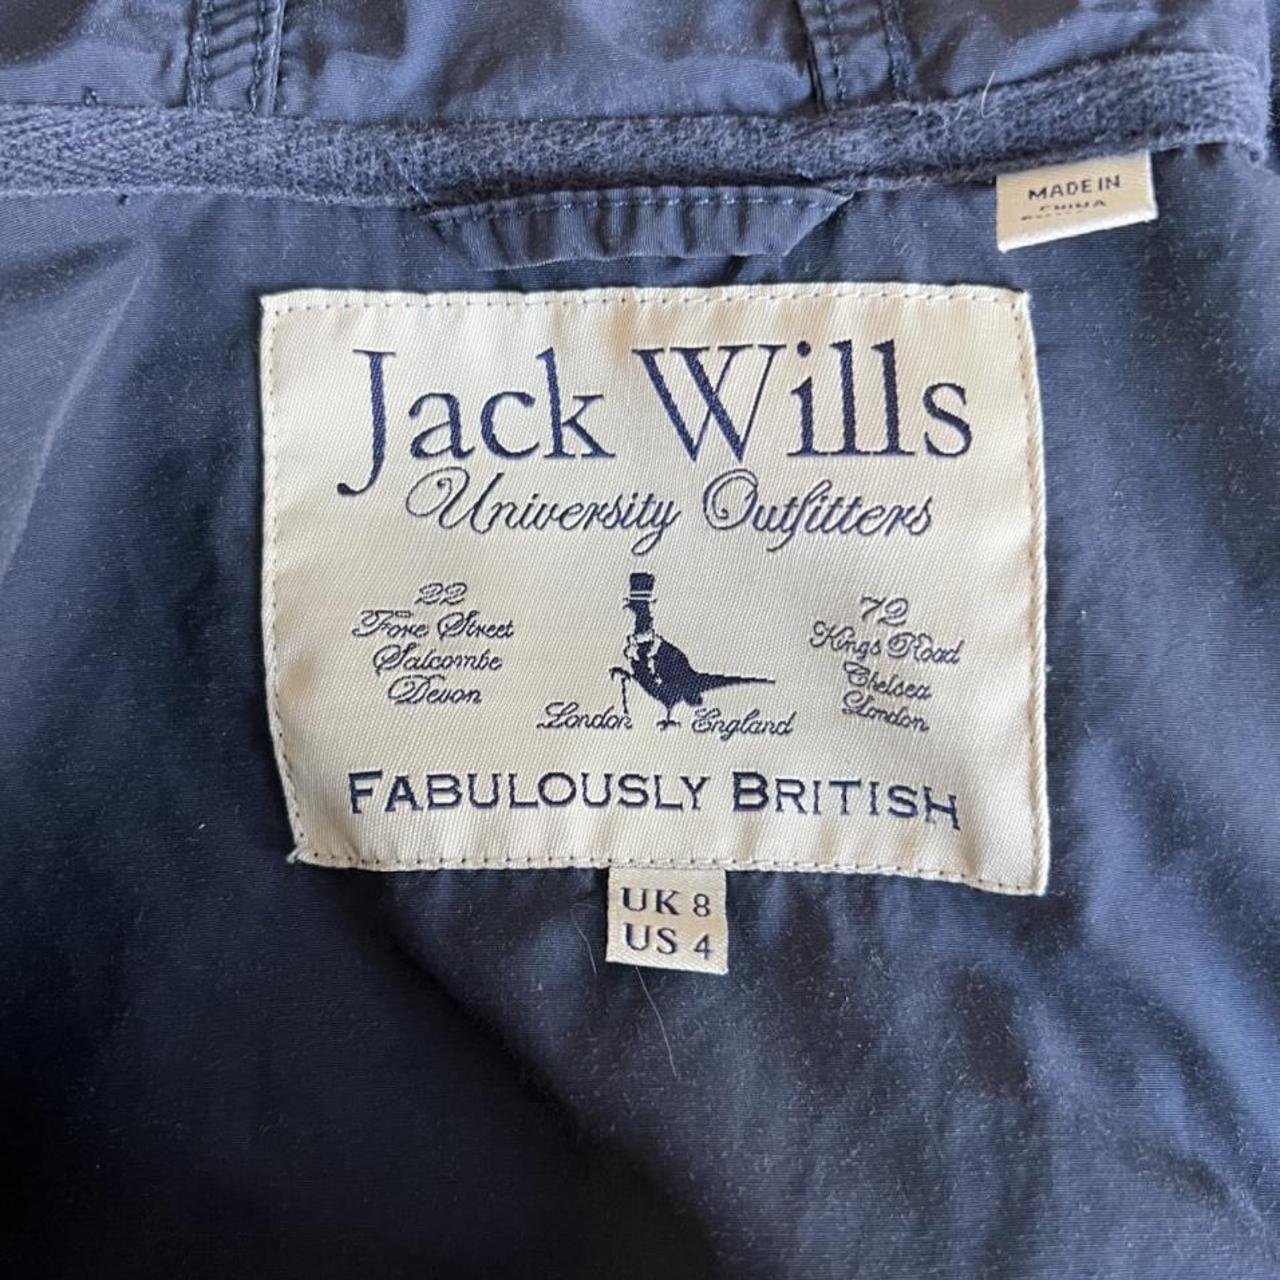 MADE IN
CHINA
Jack Wills
University Outfitters
22
Fore Street
Salcombe
Devon
72
Kings Road
Chelsea
London
London England
FABULOUSLY BRITISH
UK 8
US 4